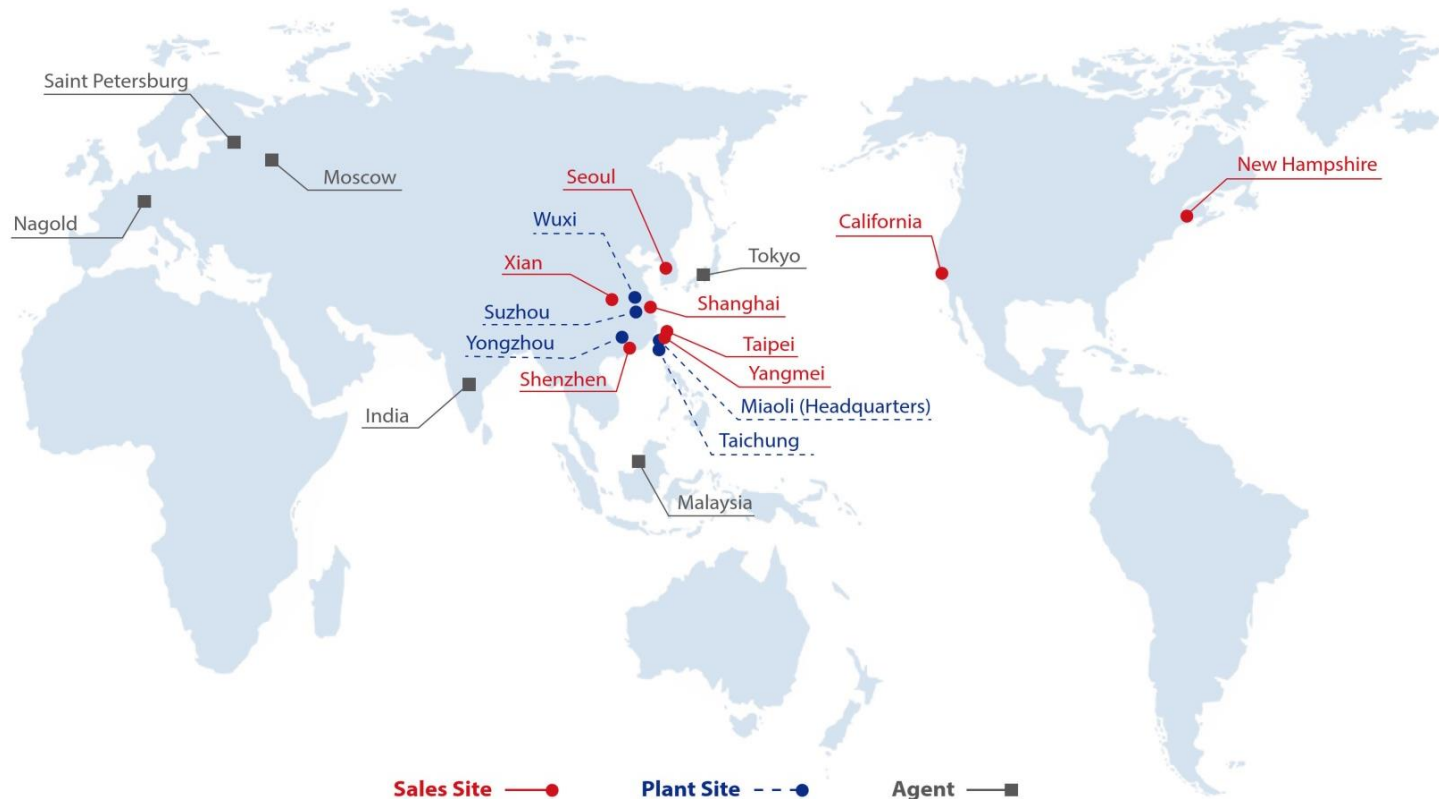 Saint Petersburg
Moscow
Nagold
Seoul
Wuxi
Xian
Tokyo
Suzhou
Shanghai
Yongzhou
Taipei
Shenzhen
Yangmei
India
Miaoli (Headquarters)
Taichung
Malaysia
New Hampshire
California
Sales Site
Plant Site
Agent